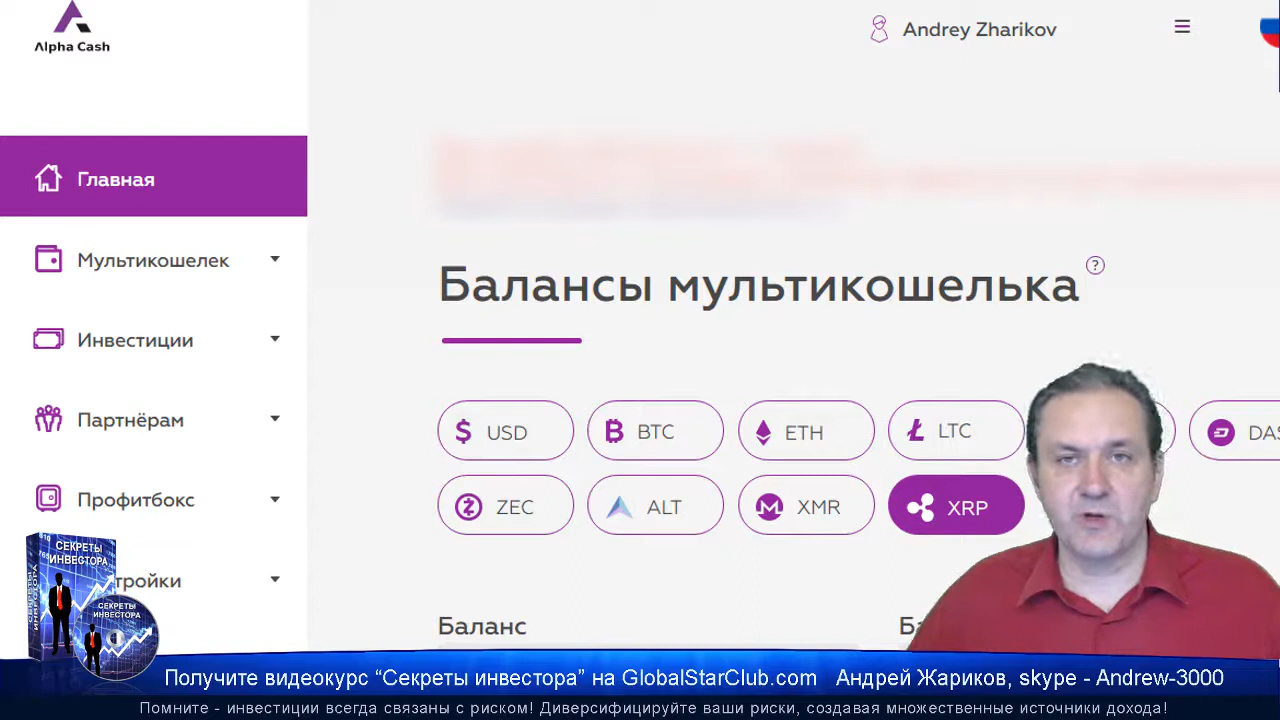 Alpha Cash
Andrey Zharikov
Главная
Мультикошелек
Балансы мультикошелька ?
Инвестиции
Партнёрам
USD
BTC
ETH
LTC
Профитбокс
ZEC
ALT
XMR
XRP
СЕКРЕТЫ
ИНВЕСТОРА
СЕКРЕТЫ
ИНВЕСТОРА
Баланс
Получите видеокурс “Секреты инвестора” на GlobalStarClub.com Андрей Жариков, skype - Andrew-3000
Помните - инвестиции всегда связаны с риском! Диверсифицируйте ваши риски, создавая множественные источники дохода!